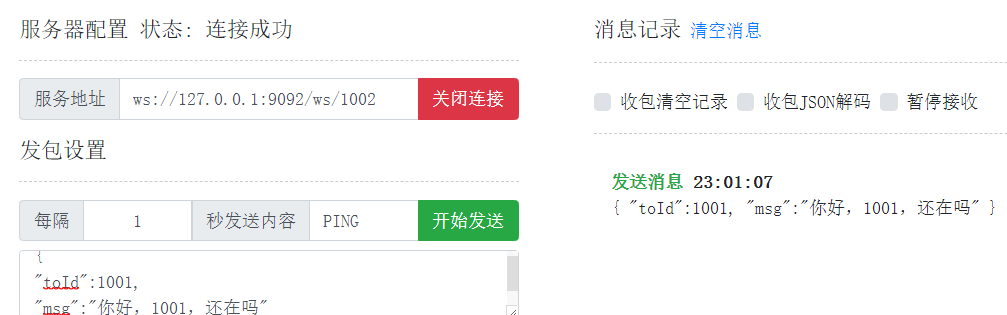 服务器配置 状态: 连接成功
服务地址 ws://127.0.0.1:9092/ws/1002 关闭连接
发包设置
每隔 1 秒发送内容 PING 开始发送
{
"toId":1001,
"msg":"你好，1001，还在吗"
消息记录 清空消息
收包清空记录 收包JSON解码 暂停接收
发送消息 23:01:07
{ "toId":1001, "msg":"你好，1001，还在吗" }